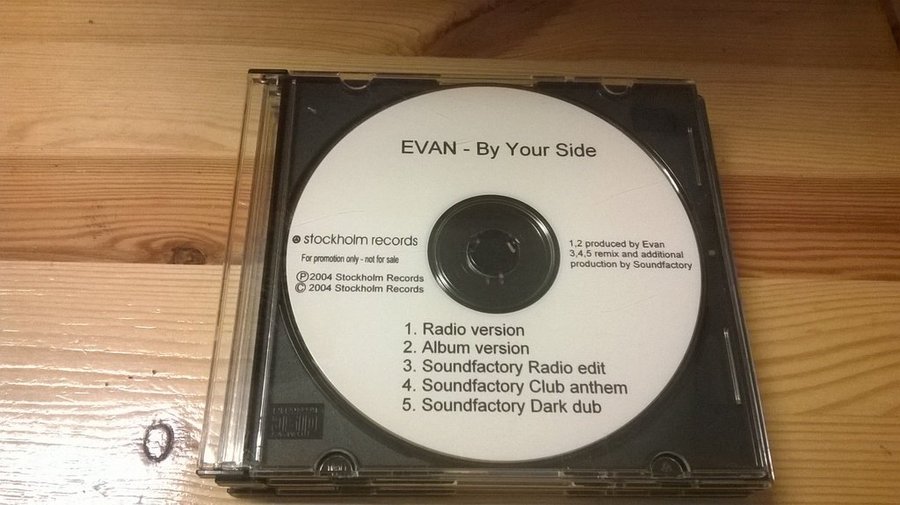 EVAN - By Your Side
stockholm records
For promotion only - not for sale
Ⓟ2004 Stockholm Records
© 2004 Stockholm Records
1,2 produced by Evan
3,4,5 remix and additional
production by Soundfactory
1. Radio version
2. Album version
3. Soundfactory Radio edit
4. Soundfactory Club anthem
5. Soundfactory Dark dub